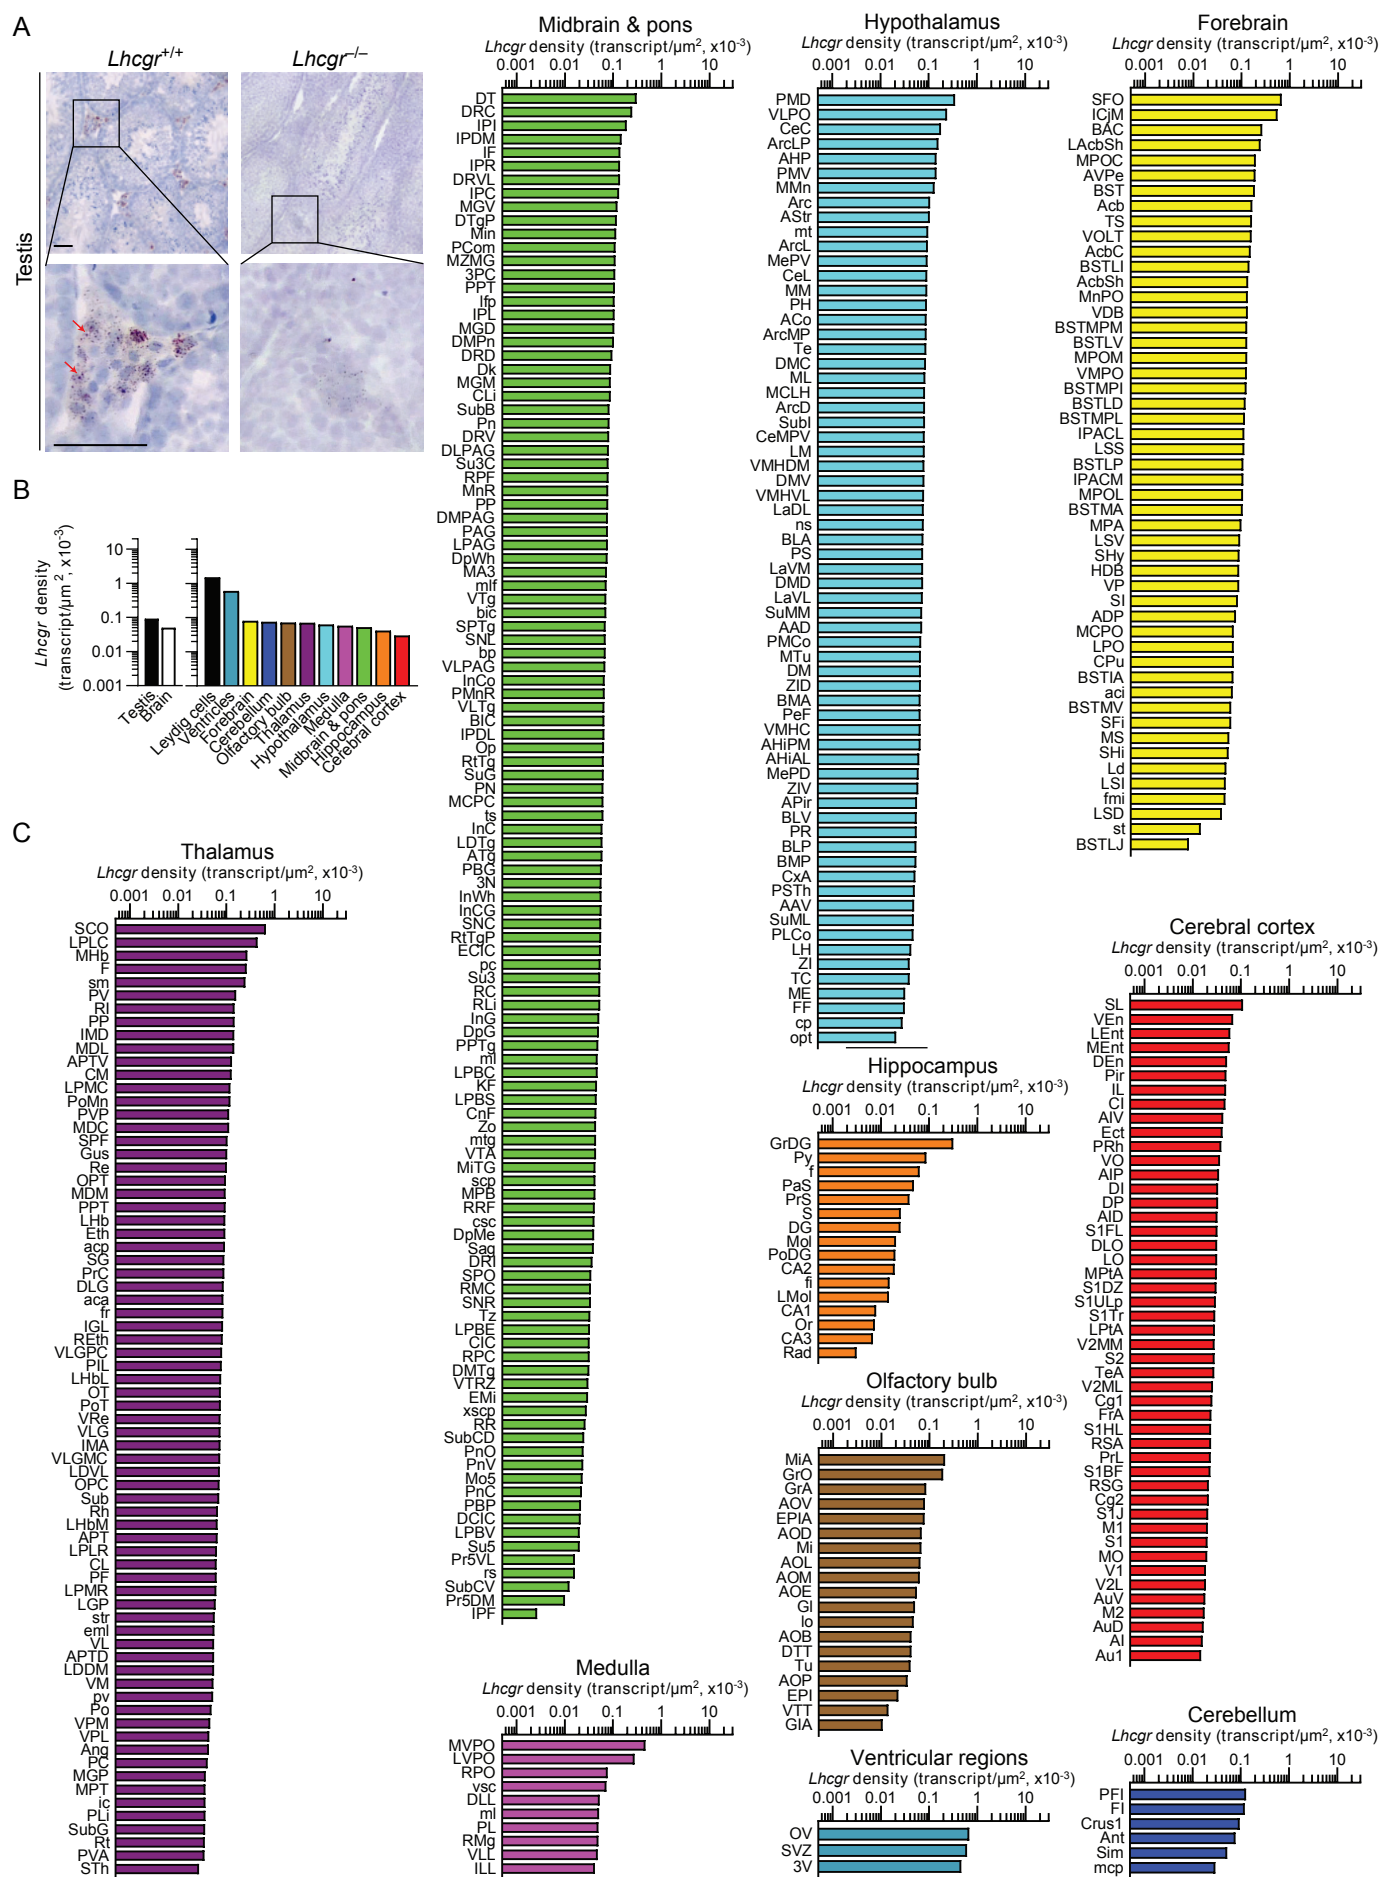 A
Lhcgr+/+
Lhcgr–/–
Testis
B
Lhcgr density
(transcript/µm², x10-3)
10
1
0.1
0.01
0.001
Testis
Brain
Leydig cells
Ventricles
Forebrain
Cerebellum
Olfactory bulb
Thalamus
Hypothalamus
Medulla
Midbrain & pons
Hippocampus
Cerebral cortex
C
Thalamus
Lhcgr density (transcript/µm², x10-3)
0.001 0.01 0.1 1 10
SCO
LPLC
MHb
F
sm
PV
RI
PP
IMD
MDL
APTV
CM
LPMC
PoMn
PVP
MDC
SPF
Gus
Re
OPT
MDM
PPT
LHb
Eth
acp
SG
PrC
DLG
aca
fr
IGL
REth
VLGPC
PIL
LHbL
OT
PoT
VRe
VLG
IMA
VLGMC
LDVL
OPC
Sub
Rh
LHbM
APT
LPLR
CL
PF
LPMR
LGP
str
eml
VL
APTD
LDDM
VM
pv
Po
VPM
VPL
Ang
PC
MGP
MPT
ic
PLi
SubG
Rt
PVA
STh
Midbrain & pons
Lhcgr density (transcript/µm², x10-3)
0.001 0.01 0.1 1 10
DT
DRC
IPI
IPDM
IF
IPR
DRVL
IPC
MGV
DTgP
Min
PCom
MZMG
3PC
PPT
Ifp
IPL
MGD
DMPn
DRD
Dk
MGM
CLi
SubB
Pn
DRV
DLPAG
Su3C
RPF
MnR
PP
DMPAG
PAG
LPAG
DpWh
MA3
mlf
VTg
bic
SPTg
SNL
bp
VLPAG
InCo
PMnR
VLTg
BIC
IPDL
Op
RtTg
SuG
PN
MCPC
ts
InC
LDTg
ATg
PBG
3N
InWh
InCG
SNC
RtTgP
ECIC
pc
Su3
RC
RLi
InG
DpG
PPTg
ml
LPBC
KF
LPBS
CnF
Zo
mtg
VTA
MiTG
scp
MPB
RRF
csc
DpMe
Sag
DRI
SPO
RMC
SNR
Tz
LPBE
CIC
RPC
DMTg
VTRZ
EMi
xscp
RR
SubCD
PnO
PnV
Mo5
PnC
PBP
DCIC
LPBV
Su5
Pr5VL
rs
SubCV
Pr5DM
IPF
Medulla
Lhcgr density (transcript/µm², x10-3)
0.001 0.01 0.1 1 10
MVPO
LVPO
RPO
vsc
DLL
ml
PL
RMg
VLL
ILL
Hypothalamus
Lhcgr density (transcript/µm², x10-3)
0.001 0.01 0.1 1 10
PMD
VLPO
CeC
ArcLP
AHP
PMV
MMn
Arc
AStr
mt
ArcL
MePV
CeL
MM
PH
ACo
ArcMP
Te
DMC
ML
MCLH
ArcD
SubI
CeMPV
LM
VMHDM
DMV
VMHVL
LaDL
ns
BLA
PS
LaVM
DMD
LaVL
SuMM
AAD
PMCo
MTu
DM
ZID
BMA
PeF
VMHC
AHiPM
AHiAL
MePD
ZIV
APir
BLV
PR
BLP
BMP
CxA
PSTh
AAV
SuML
PLCo
LH
ZI
TC
ME
FF
cp
opt
Hippocampus
Lhcgr density (transcript/µm², x10-3)
0.001 0.01 0.1 1 10
GrDG
Py
f
PaS
PrS
S
DG
Mol
PoDG
CA2
fi
LMol
CA1
Or
CA3
Rad
Olfactory bulb
Lhcgr density (transcript/µm², x10-3)
0.001 0.01 0.1 1 10
MiA
GrO
GrA
AOV
EPIA
AOD
Mi
AOL
AOM
AOE
Gl
lo
AOB
DTT
Tu
AOP
EPI
VTT
GlA
Ventricular regions
Lhcgr density (transcript/µm², x10-3)
0.001 0.01 0.1 1 10
OV
SVZ
3V
Forebrain
Lhcgr density (transcript/µm², x10-3)
0.001 0.01 0.1 1 10
SFO
ICjM
BAC
LAcbSh
MPOC
AVPe
BST
Acb
TS
VOLT
AcbC
BSTLI
AcbSh
MnPO
VDB
BSTMPM
BSTLV
MPOM
VMPO
BSTMPI
BSTLD
BSTMPL
IPACL
LSS
BSTLP
IPACM
MPOL
BSTMA
MPA
LSV
SHy
HDB
VP
SI
ADP
MCPO
LPO
CPu
BSTIA
aci
BSTMV
SFi
MS
SHi
Ld
LSI
fmi
LSD
st
BSTLJ
Cerebral cortex
Lhcgr density (transcript/µm², x10-3)
0.001 0.01 0.1 1 10
SL
VEn
LEnt
MEnt
DEn
Pir
IL
Cl
AIV
Ect
PRh
VO
AIP
DI
DP
AID
S1FL
DLO
LO
MPtA
S1DZ
S1ULp
S1Tr
LPtA
V2MM
S2
TeA
V2ML
Cg1
FrA
S1HL
RSA
PrL
S1BF
RSG
Cg2
S1J
M1
S1
MO
V1
V2L
AuV
M2
AuD
AI
Au1
Cerebellum
Lhcgr density (transcript/µm², x10-3)
0.001 0.01 0.1 1 10
PFl
Fl
Crus1
Ant
Sim
mcp